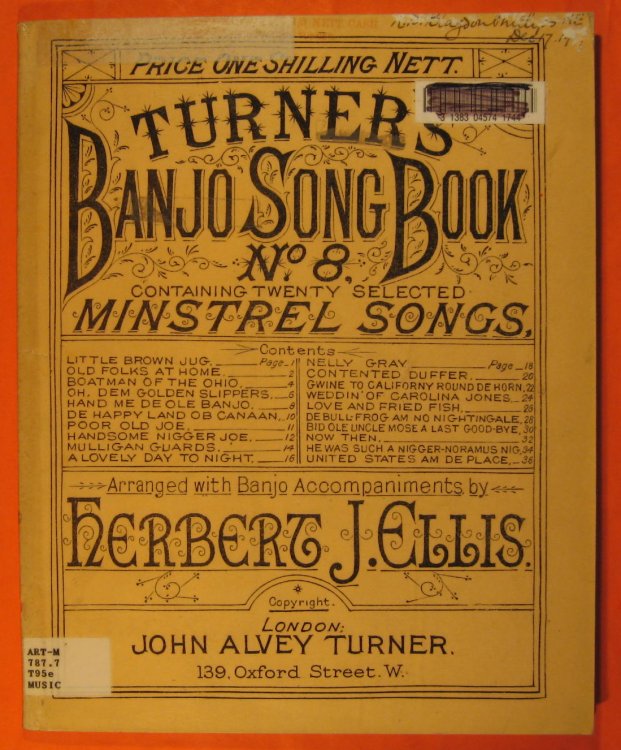 PRICE ONE SHILLING NETT.
3 1383 04574 1744
TURNER'S
BANJO SONG BOOK
No 8,
CONTAINING TWENTY SELECTED
MINSTREL SONGS,
Contents
LITTLE BROWN JUG, Page 1
OLD FOLKS AT HOME 2
BOATMAN OF THE OHIO, 4
OH, DEM GOLDEN SLIPPERS, 6
HAND ME DE OLE BANJO, 8
DE HAPPY LAND OB CANAAN, 10
POOR OLD JOE, 11
HANDSOME NIGGER JOE, 12
MULLIGAN GUARDS, 14
A LOVELY DAY TO NIGHT, 16
NELLY GRAY Page 18
CONTENTED DUFFER, 20
GWINE TO CALIFORNY ROUND DE HORN, 22
WEDDIN' OF CAROLINA JONES, 24
LOVE AND FRIED FISH, 26
DE BULL FROG AM NO NIGHTINGALE, 28
BID OLE UNCLE MOSE A LAST GOOD-BYE, 30
NOW THEN, 32
HE WAS SUCH A NIGGER-NORAMUS NIG, 34
UNITED STATES AM DE PLACE, 36
Arranged with Banjo Accompaniments by
HERBERT J. ELLIS.
Copyright.
LONDON;
JOHN ALVEY TURNER.
139, Oxford Street. W.
ART-M
787.7
T95e
MUSIC